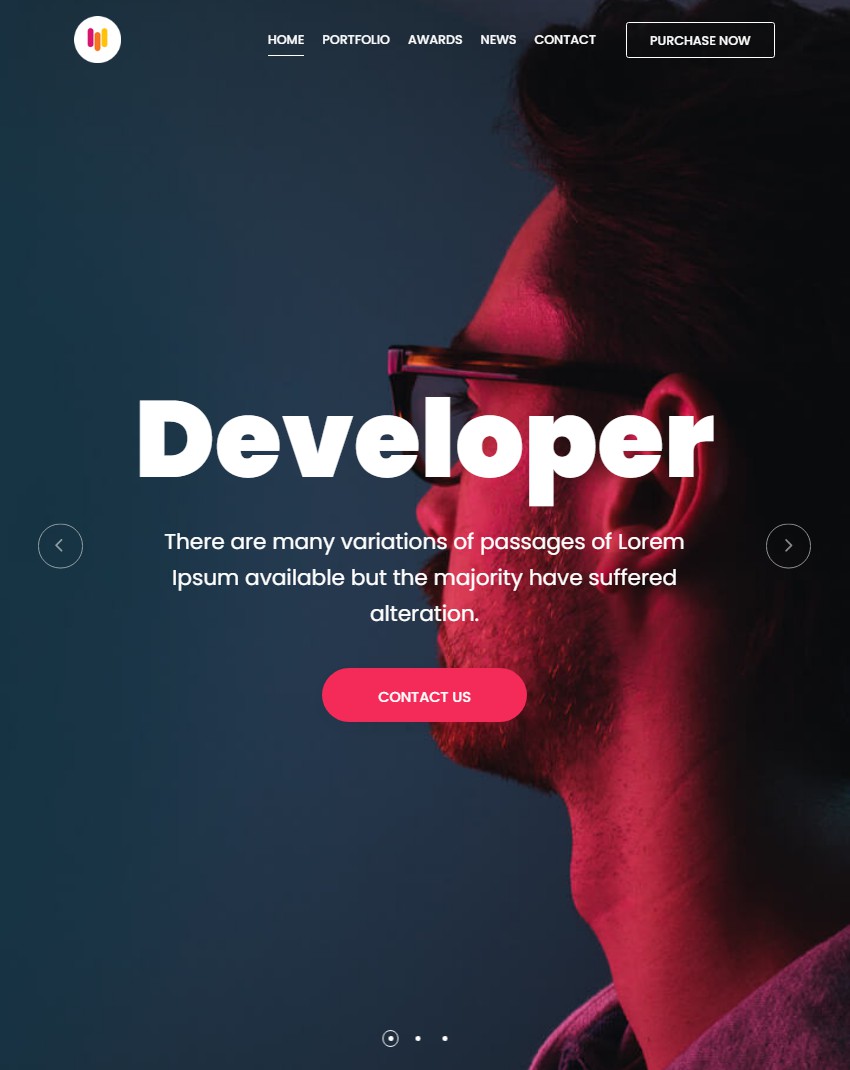 HOME PORTFOLIO AWARDS NEWS CONTACT PURCHASE NOW
Developer
There are many variations of passages of Lorem
Ipsum available but the majority have suffered
alteration.
CONTACT US